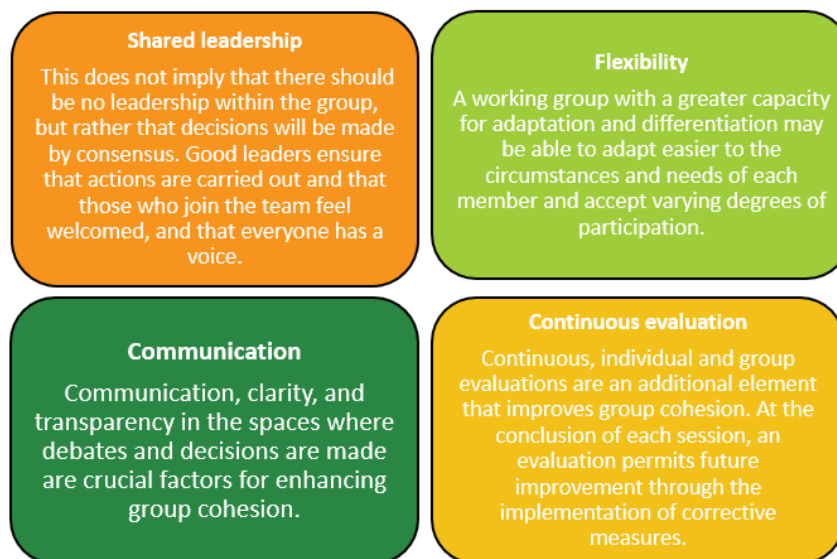 Shared leadership
This does not imply that there should
be no leadership within the group,
but rather that decisions will be made
by consensus. Good leaders ensure
that actions are carried out and that
those who join the team feel
welcomed, and that everyone has a
voice.
Flexibility
A working group with a greater capacity
for adaptation and differentiation may
be able to adapt easier to the
circumstances and needs of each
member and accept varying degrees of
participation.
Communication
Communication, clarity, and
transparency in the spaces where
debates and decisions are made
are crucial factors for enhancing
group cohesion.
Continuous evaluation
Continuous, individual and group
evaluations are an additional element
that improves group cohesion. At the
conclusion of each session, an
evaluation permits future
improvement through the
implementation of corrective
measures.